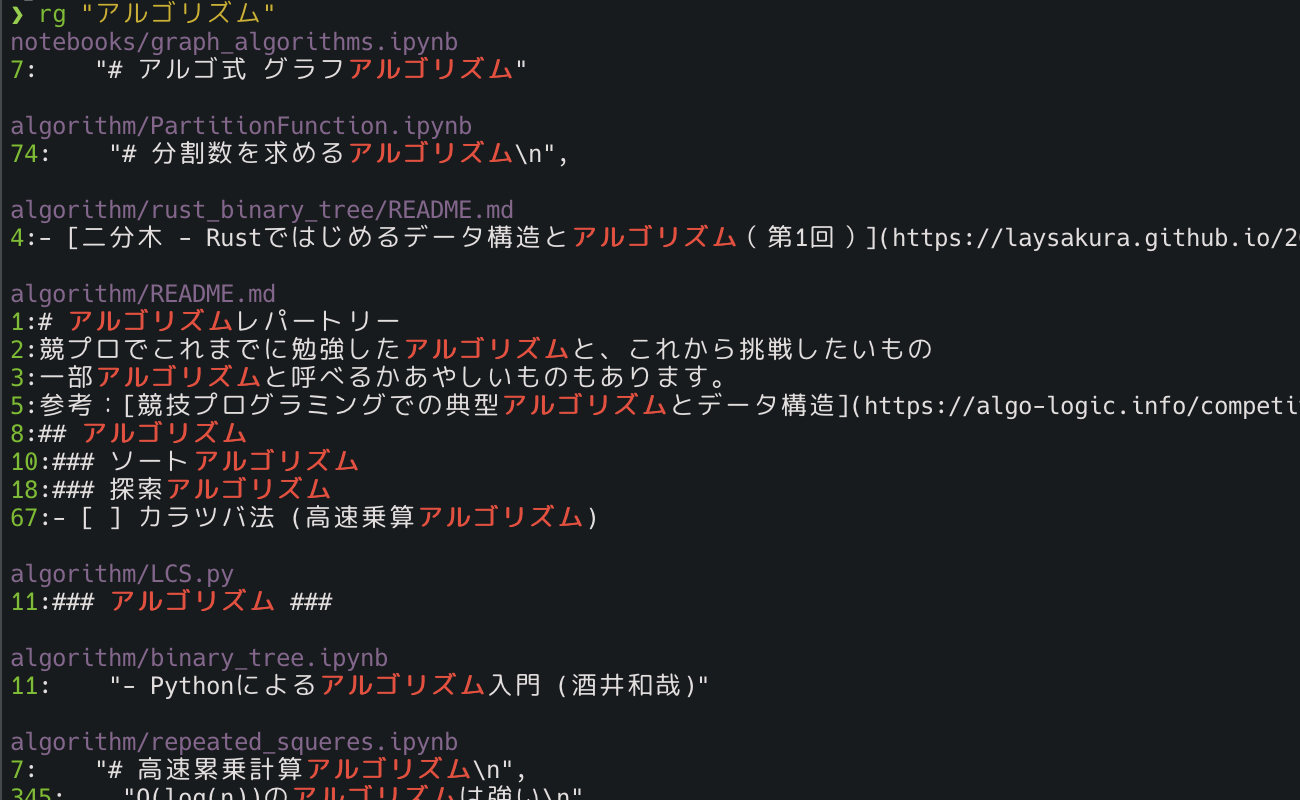 ❯ rg "アルゴリズム"
notebooks/graph_algorithms.ipynb
7:    "# アルゴ式 グラフアルゴリズム"
algorithm/PartitionFunction.ipynb
74:    "# 分割数を求めるアルゴリズム\n",
algorithm/rust_binary_tree/README.md
4:- [二分木 - Rustではじめるデータ構造とアルゴリズム（第1回）](https://laysakura.github.io/20
algorithm/README.md
1:# アルゴリズムレパートリー
2:競プロでこれまでに勉強したアルゴリズムと、これから挑戦したいもの
3:一部アルゴリズムと呼べるかあやしいものもあります。
5:参考：[競技プログラミングでの典型アルゴリズムとデータ構造](https://algo-logic.info/competit
8:## アルゴリズム
10:### ソートアルゴリズム
18:### 探索アルゴリズム
67:- [ ] カラツバ法 (高速乗算アルゴリズム)
algorithm/LCS.py
11:### アルゴリズム ###
algorithm/binary_tree.ipynb
11:    "- Pythonによるアルゴリズム入門 (酒井和哉)"
algorithm/repeated_squeres.ipynb
7:    "# 高速累乗計算アルゴリズム\n",
345:    "O(log(n))のアルゴリズムは強い\n"